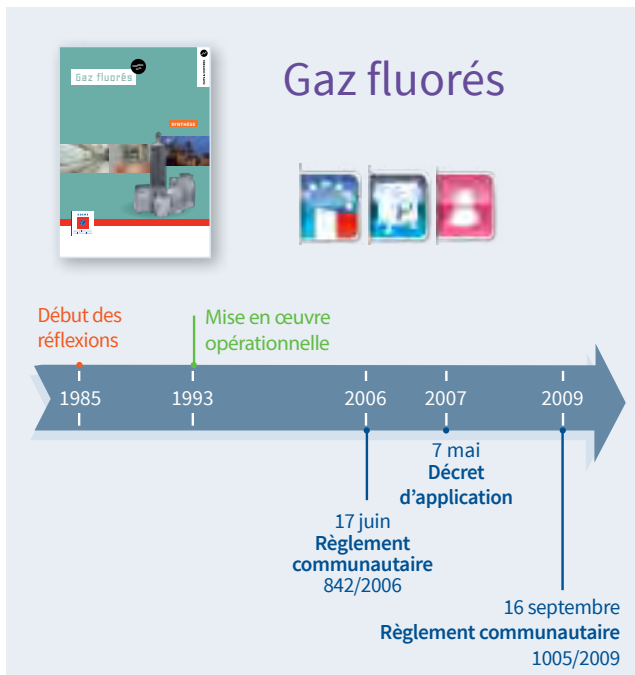 Gaz fluorés
SYNTHÈSE
Gaz fluorés
Début des
réflexions
Mise en œuvre
opérationnelle
1985
1993
2006
2007
2009
7 mai
Décret
d’application
17 juin
Règlement
communautaire
842/2006
16 septembre
Règlement communautaire
1005/2009